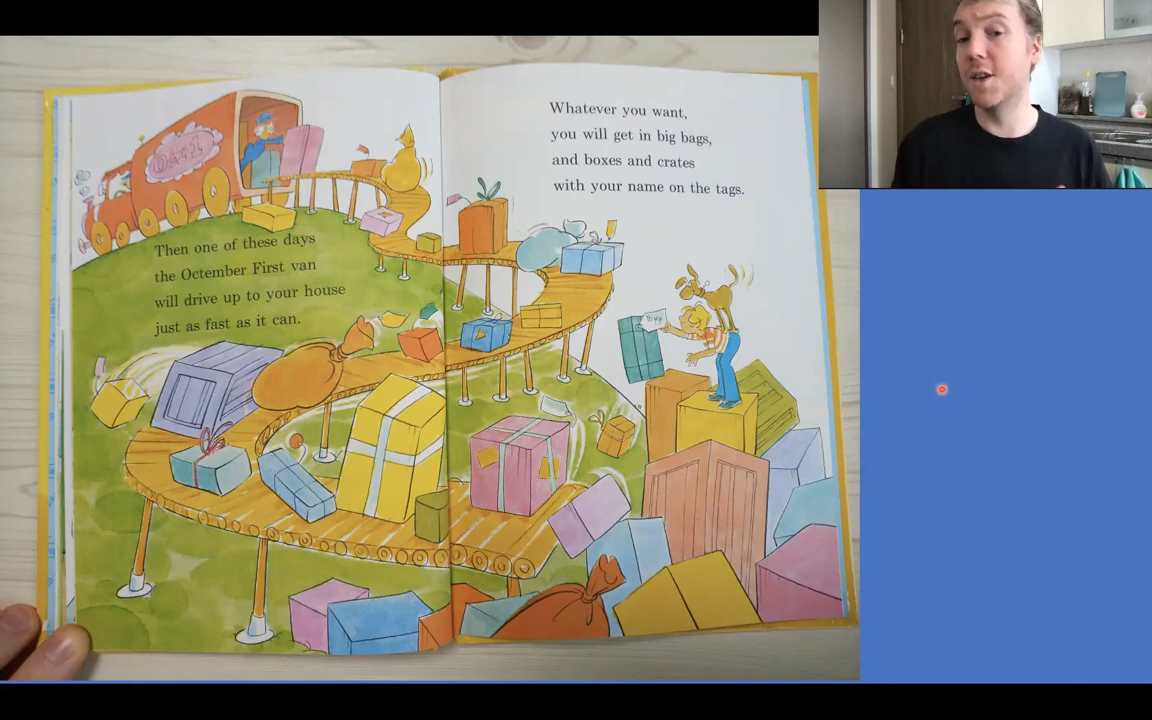 Then one of these days
the Octember First van
will drive up to your house
just as fast as it can.
Whatever you want,
you will get in big bags,
and boxes and crates
with your name on the tags.